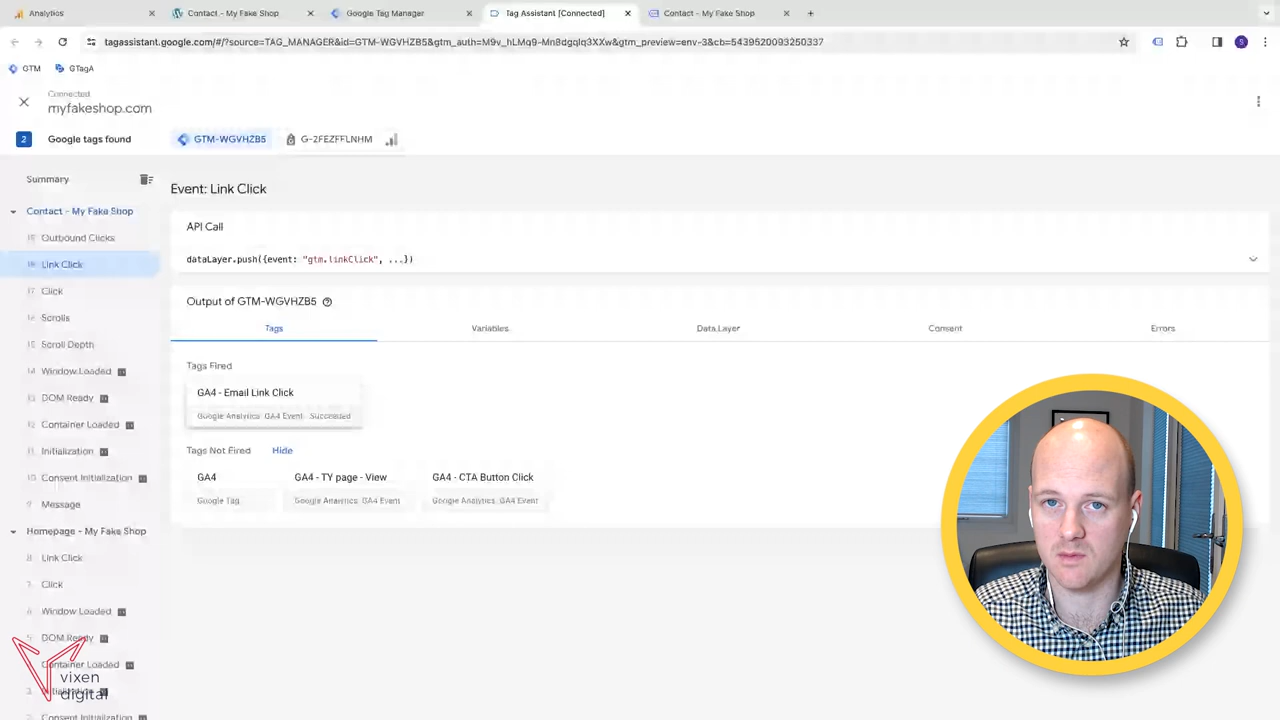 Analytics
Contact - My Fake Shop
Google Tag Manager
Tag Assistant [Connected]
Contact - My Fake Shop
tagassistant.google.com/#/?source=TAG_MANAGER&id=GTM-WGVHZB5&gtm_auth=M9v_hLMq9-Mn8dgqlq3XXw&gtm_preview=env-3&cb=5439520093250337
S
GTM
GTagA
Connected
myfakeshop.com
2
Google tags found
GTM-WGVHZB5
G-2FEZFFLNHM
Summary
Contact - My Fake Shop
Outbound Clicks
Link Click
Click
Scrolls
Scroll Depth
14 Window Loaded
DOM Ready
12 Container Loaded
11 Initialization
10 Consent Initialization
9 Message
Homepage - My Fake Shop
8 Link Click
7 Click
Window Loaded
DOM Ready
Container Loaded
Consent Initialization
Event: Link Click
API Call
dataLayer.push({event: "gtm.linkClick", ...})
Output of GTM-WGVHZB5
Tags
Variables
Data Layer
Consent
Errors
Tags Fired
GA4 - Email Link Click
Google Analytics: GA4 Event - Succeeded
Tags Not Fired
Hide
GA4
Google Tag
GA4 - TY page - View
Google Analytics: GA4 Event
GA4 - CTA Button Click
Google Analytics: GA4 Event
vixen
digital